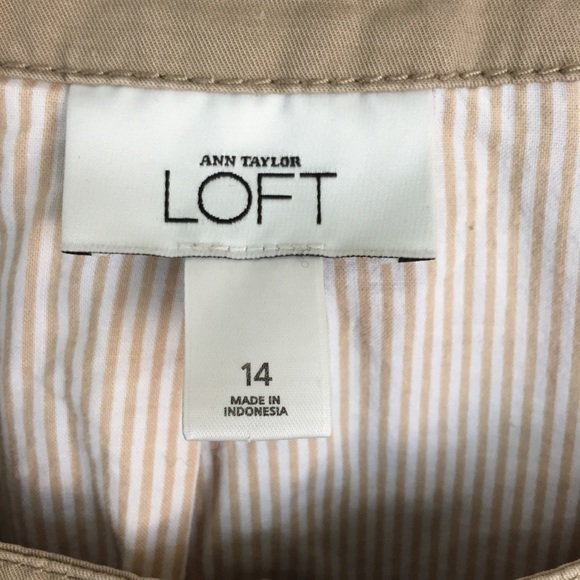 ANN TAYLOR
LOFT
14
MADE IN
INDONESIA